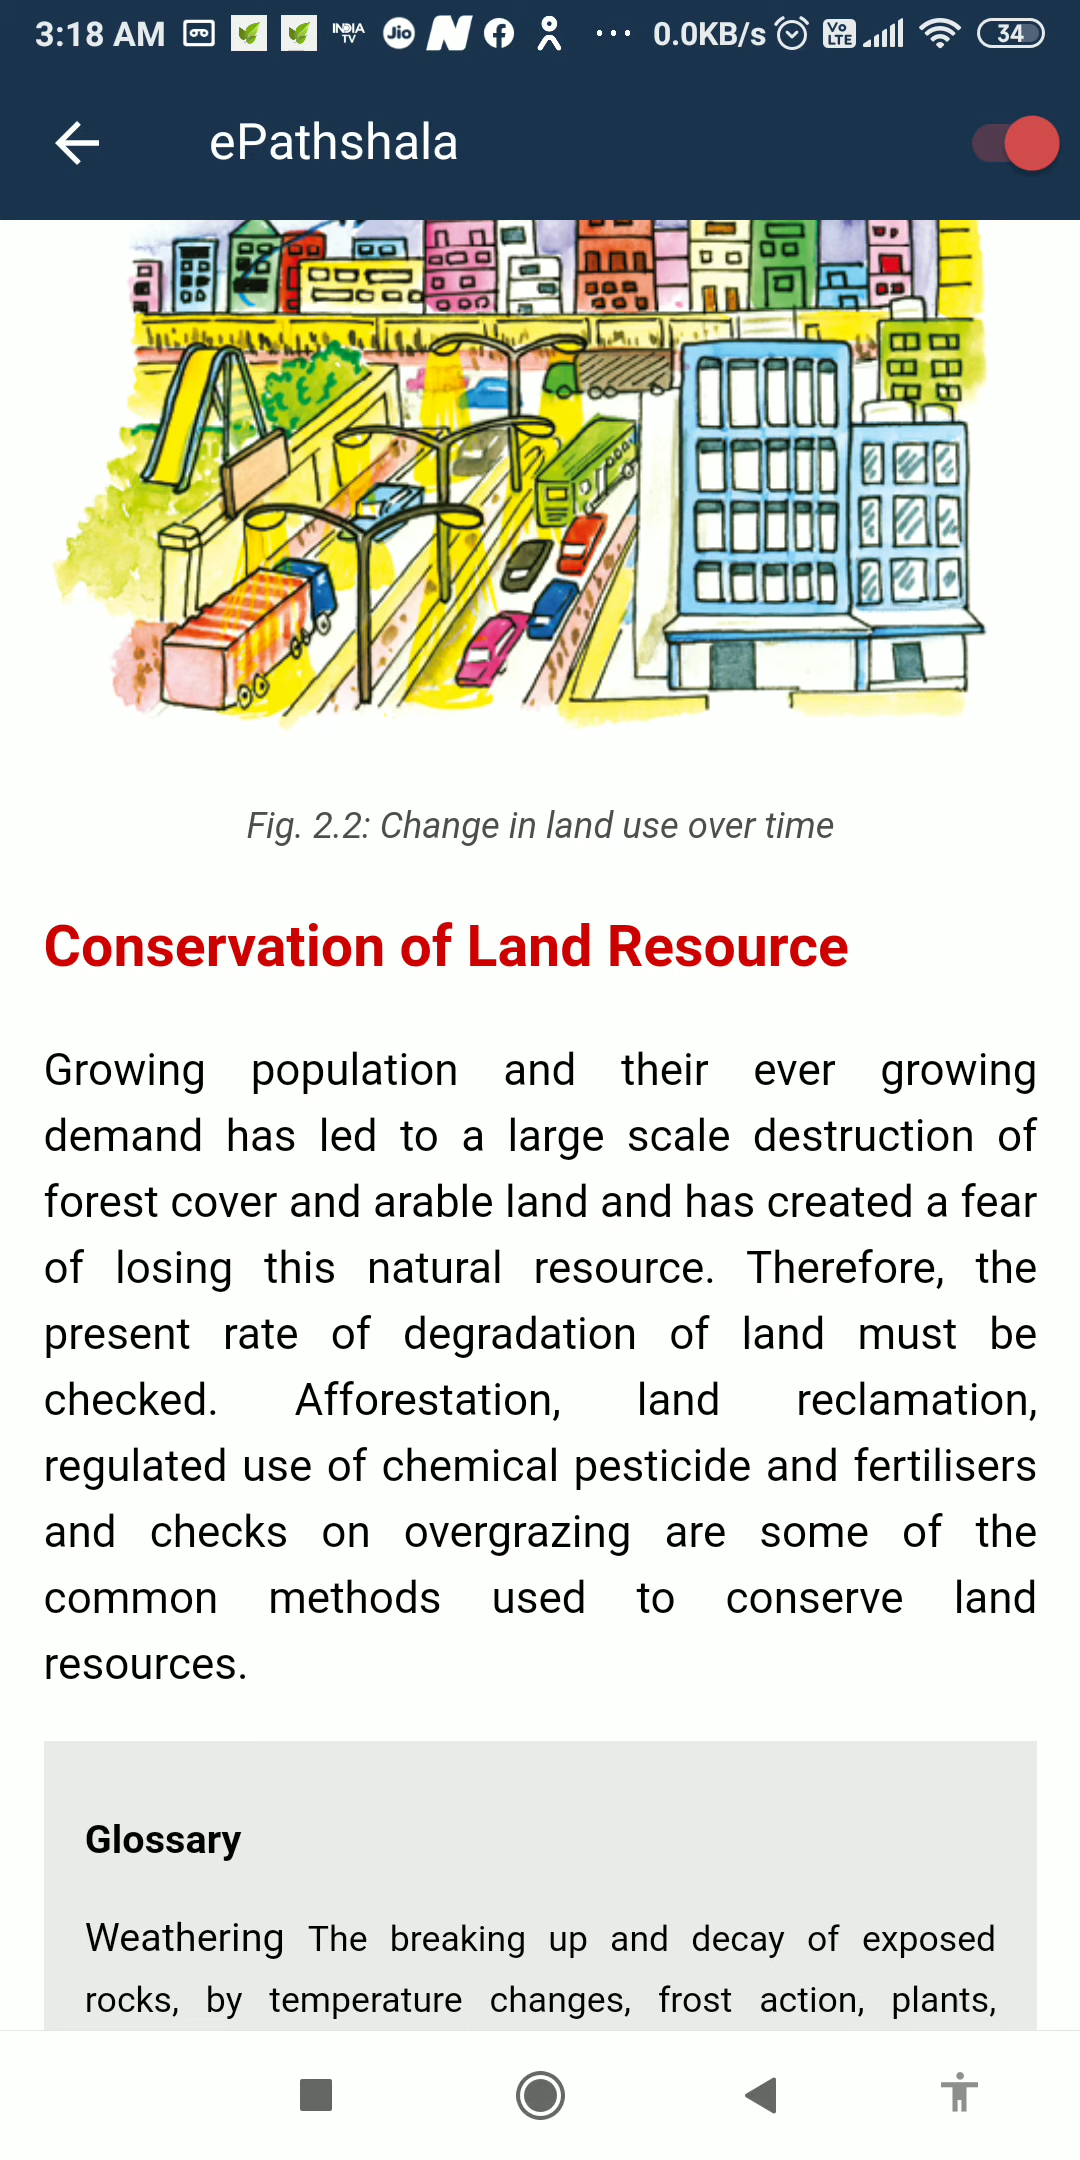 3:18 AM INDIA TV Jio N ... 0.0KB/s Vo LTE 34
ePathshala
Fig. 2.2: Change in land use over time
Conservation of Land Resource
Growing population and their ever growing
demand has led to a large scale destruction of
forest cover and arable land and has created a fear
of losing this natural resource. Therefore, the
present rate of degradation of land must be
checked. Afforestation, land reclamation,
regulated use of chemical pesticide and fertilisers
and checks on overgrazing are some of the
common methods used to conserve land
resources.
Glossary
Weathering The breaking up and decay of exposed
rocks, by temperature changes, frost action, plants,